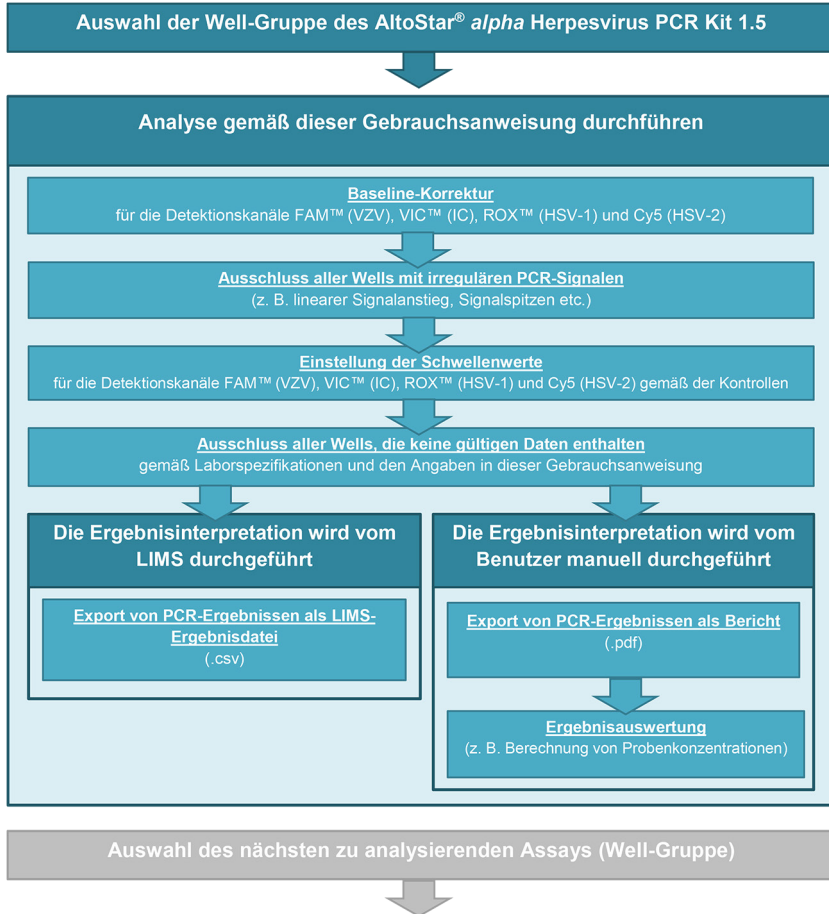 Auswahl der Well-Gruppe des AltoStar® alpha Herpesvirus PCR Kit 1.5
Analyse gemäß dieser Gebrauchsanweisung durchführen
Baseline-Korrektur
für die Detektionskanäle FAM™ (VZV), VIC™ (IC), ROX™ (HSV-1) und Cy5 (HSV-2)
Ausschluss aller Wells mit irregulären PCR-Signalen
(z. B. linearer Signalanstieg, Signalspitzen etc.)
Einstellung der Schwellenwerte
für die Detektionskanäle FAM™ (VZV), VIC™ (IC), ROX™ (HSV-1) und Cy5 (HSV-2) gemäß der Kontrollen
Ausschluss aller Wells, die keine gültigen Daten enthalten
gemäß Laborspezifikationen und den Angaben in dieser Gebrauchsanweisung
Die Ergebnisinterpretation wird vom
LIMS durchgeführt
Export von PCR-Ergebnissen als LIMS-
Ergebnisdatei
(.csv)
Die Ergebnisinterpretation wird vom
Benutzer manuell durchgeführt
Export von PCR-Ergebnissen als Bericht
(.pdf)
Ergebnisauswertung
(z. B. Berechnung von Probenkonzentrationen)
Auswahl des nächsten zu analysierenden Assays (Well-Gruppe)